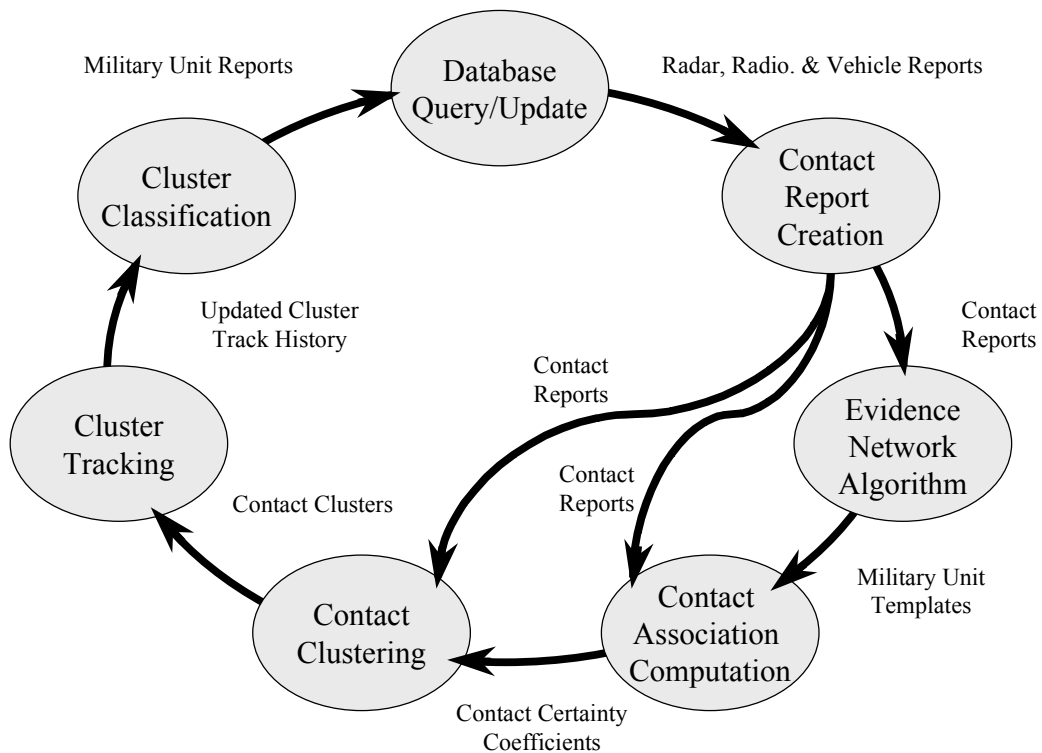 Military Unit Reports
Database
Query/Update
Radar, Radio. & Vehicle Reports
Cluster
Classification
Contact
Report
Creation
Updated Cluster
Track History
Contact
Reports
Contact
Reports
Cluster
Tracking
Evidence
Network
Algorithm
Contact
Reports
Contact Clusters
Military Unit
Templates
Contact
Clustering
Contact
Association
Computation
Contact Certainty
Coefficients